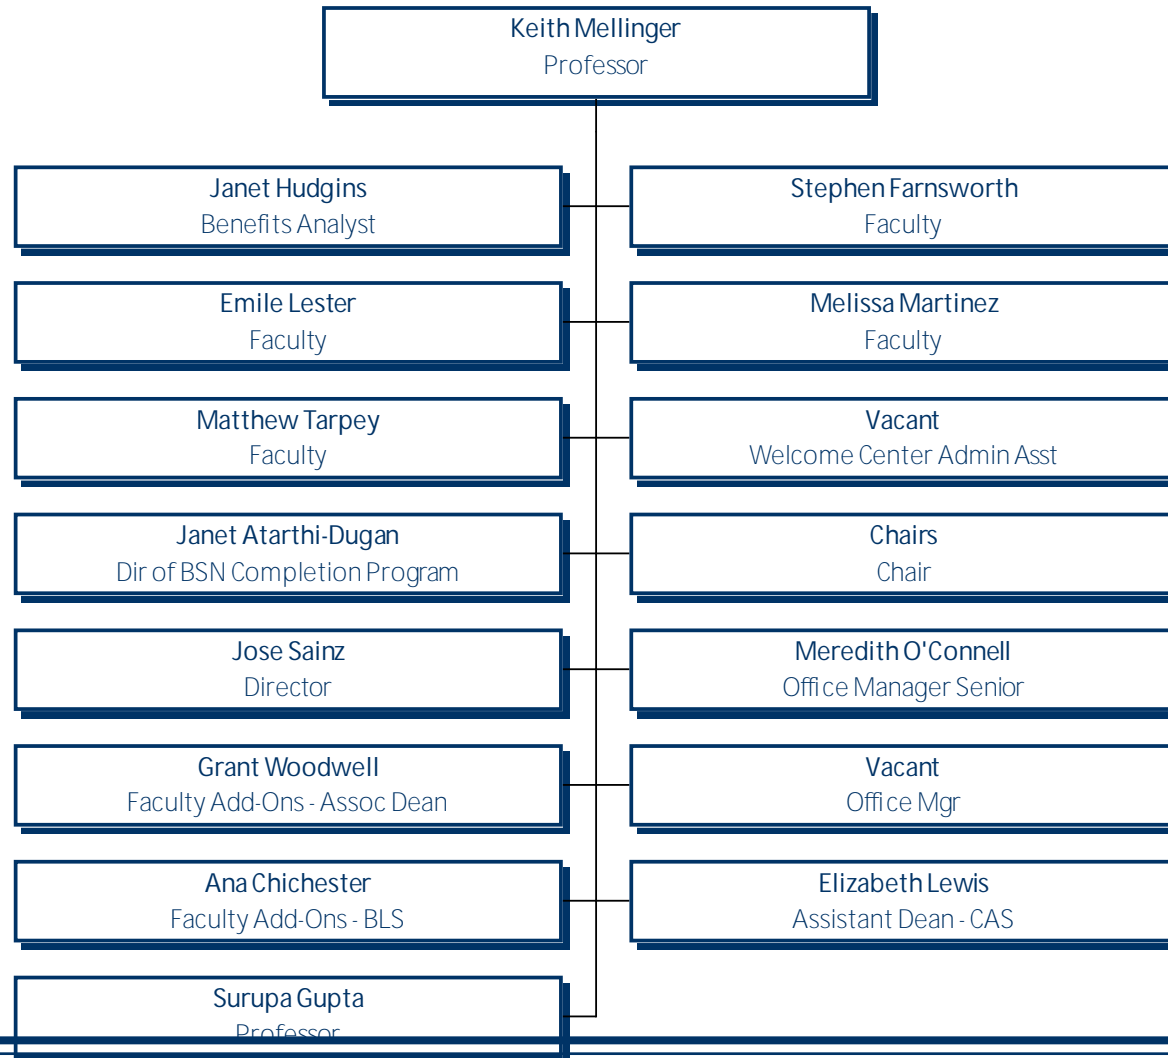 Keith Mellinger
Professor
Janet Hudgins
Benefits Analyst
Stephen Farnsworth
Faculty
Emile Lester
Faculty
Melissa Martinez
Faculty
Matthew Tarpey
Faculty
Vacant
Welcome Center Admin Asst
Janet Atarthi-Dugan
Dir of BSN Completion Program
Chairs
Chair
Jose Sainz
Director
Meredith O'Connell
Office Manager Senior
Grant Woodwell
Faculty Add-Ons - Assoc Dean
Vacant
Office Mgr
Ana Chichester
Faculty Add-Ons - BLS
Elizabeth Lewis
Assistant Dean - CAS
Surupa Gupta
Professor